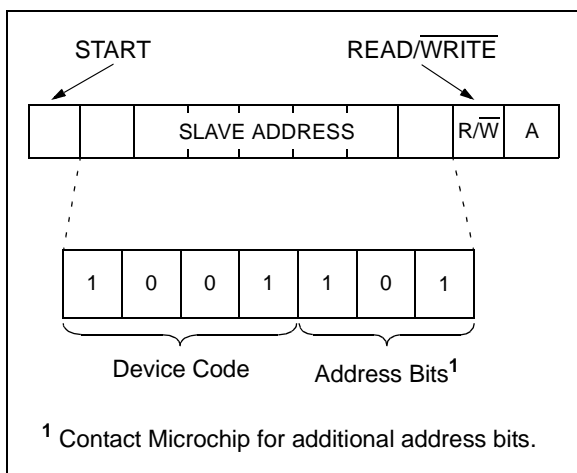 START READ/WRITE
SLAVE ADDRESS R/W A
1 0 0 1 1 0 1
Device Code Address Bits1
1 Contact Microchip for additional address bits.